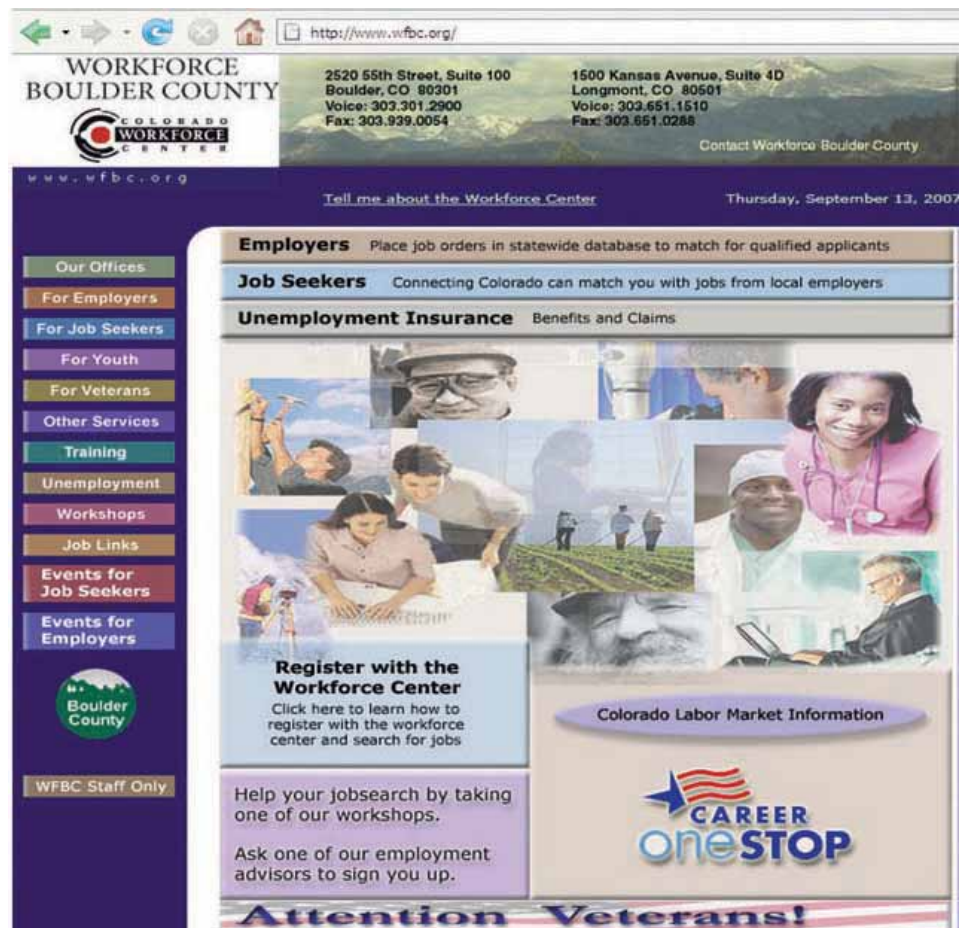 http://www.wfbc.org/
WORKFORCE
BOULDER COUNTY
COLORADO
WORKFORCE
CENTER
www.wfbc.org
2520 55th Street, Suite 100
Boulder, CO 80301
Voice: 303.301.2900
Fax: 303.939.0054
1500 Kansas Avenue, Suite 4D
Longmont, CO 80501
Voice: 303.651.1510
Fax: 303.651.0288
Contact Workforce Boulder County
Tell me about the Workforce Center
Thursday, September 13, 2007
Our Offices
For Employers
For Job Seekers
For Youth
For Veterans
Other Services
Training
Unemployment
Workshops
Job Links
Events for
Job Seekers
Events for
Employers
Boulder
County
WFBC Staff Only
Employers Place job orders in statewide database to match for qualified applicants
Job Seekers Connecting Colorado can match you with jobs from local employers
Unemployment Insurance Benefits and Claims
Register with the
Workforce Center
Click here to learn how to
register with the workforce
center and search for jobs
Colorado Labor Market Information
Help your jobsearch by taking
one of our workshops.
Ask one of our employment
advisors to sign you up.
CAREER
oneSTOP
Attention Veterans!